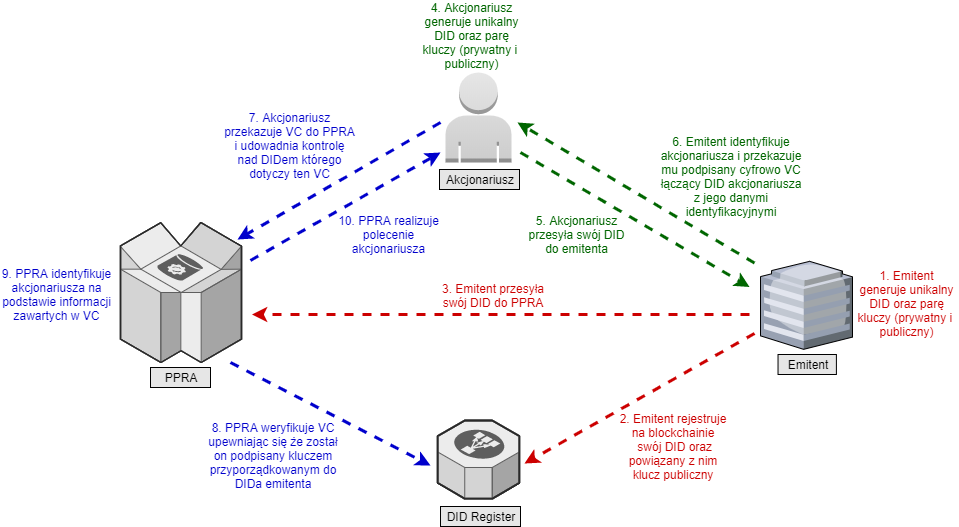 4. Akcjonariusz
generuje unikalny
DID oraz parę
kluczy (prywatny i
publiczny)
7. Akcjonariusz
przekazuje VC do PPRA
i udowadnia kontrolę
nad DIDem którego
dotyczy ten VC
6. Emitent identyfikuje
akcjonariusza i przekazuje
mu podpisany cyfrowo VC
łączący DID akcjonariusza
z jego danymi
identyfikacyjnymi
Akcjonariusz
10. PPRA realizuje
polecenie
akcjonariusza
5. Akcjonariusz
przesyła swój DID
do emitenta
9. PPRA identyfikuje
akcjonariusza na
podstawie informacji
zawartych w VC
3. Emitent przesyła
swój DID do PPRA
1. Emitent
generuje unikalny
DID oraz parę
kluczy (prywatny i
publiczny)
PPRA
Emitent
8. PPRA weryfikuje VC
upewniając się że został
on podpisany kluczem
przyporządkowanym do
DIDa emitenta
2. Emitent rejestruje
na blockchainie
swój DID oraz
powiązany z nim
klucz publiczny
DID Register